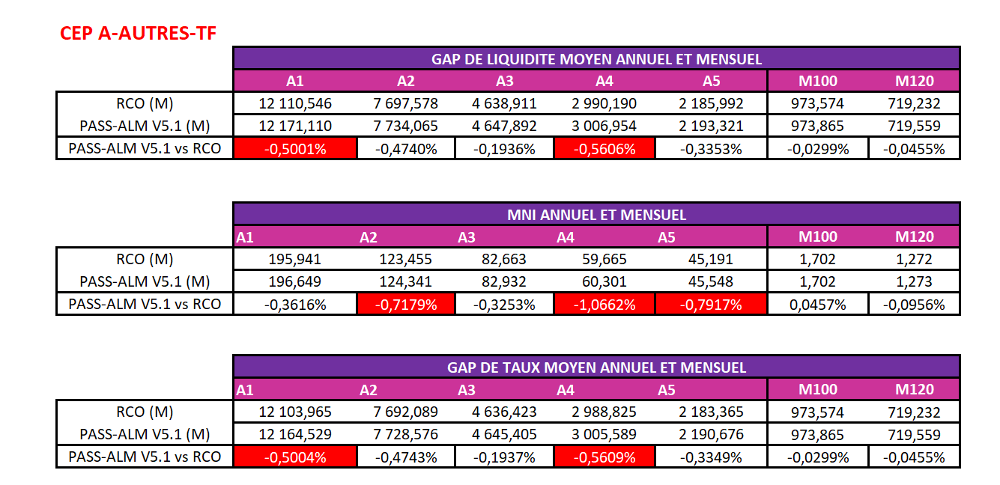 CEP A-AUTRES-TF
GAP DE LIQUIDITE MOYEN ANNUEL ET MENSUEL
A1 A2 A3 A4 A5 M100 M120
RCO (M) 12 110,546 7 697,578 4 638,911 2 990,190 2 185,992 973,574 719,232
PASS-ALM V5.1 (M) 12 171,110 7 734,065 4 647,892 3 006,954 2 193,321 973,865 719,559
PASS-ALM V5.1 vs RCO -0,5001% -0,4740% -0,1936% -0,5606% -0,3353% -0,0299% -0,0455%
MNI ANNUEL ET MENSUEL
A1 A2 A3 A4 A5 M100 M120
RCO (M) 195,941 123,455 82,663 59,665 45,191 1,702 1,272
PASS-ALM V5.1 (M) 196,649 124,341 82,932 60,301 45,548 1,702 1,273
PASS-ALM V5.1 vs RCO -0,3616% -0,7179% -0,3253% -1,0662% -0,7917% 0,0457% -0,0956%
GAP DE TAUX MOYEN ANNUEL ET MENSUEL
A1 A2 A3 A4 A5 M100 M120
RCO (M) 12 103,965 7 692,089 4 636,423 2 988,825 2 183,365 973,574 719,232
PASS-ALM V5.1 (M) 12 164,529 7 728,576 4 645,405 3 005,589 2 190,676 973,865 719,559
PASS-ALM V5.1 vs RCO -0,5004% -0,4743% -0,1937% -0,5609% -0,3349% -0,0299% -0,0455%